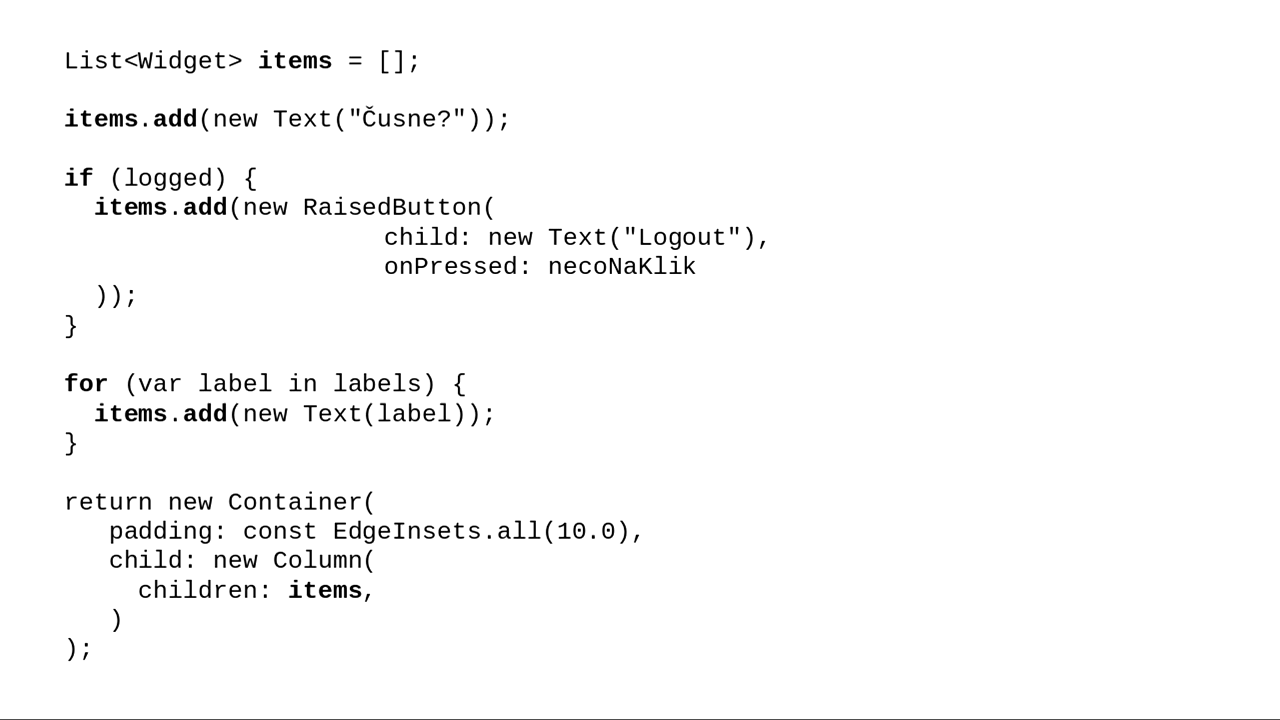 List<Widget> items = [];
items.add(new Text("Čusne?"));
if (logged) {
items.add(new RaisedButton(
child: new Text("Logout"),
onPressed: necoNaKlik
));
}
for (var label in labels) {
items.add(new Text(label));
}
return new Container(
padding: const EdgeInsets.all(10.0),
child: new Column(
children: items,
)
);